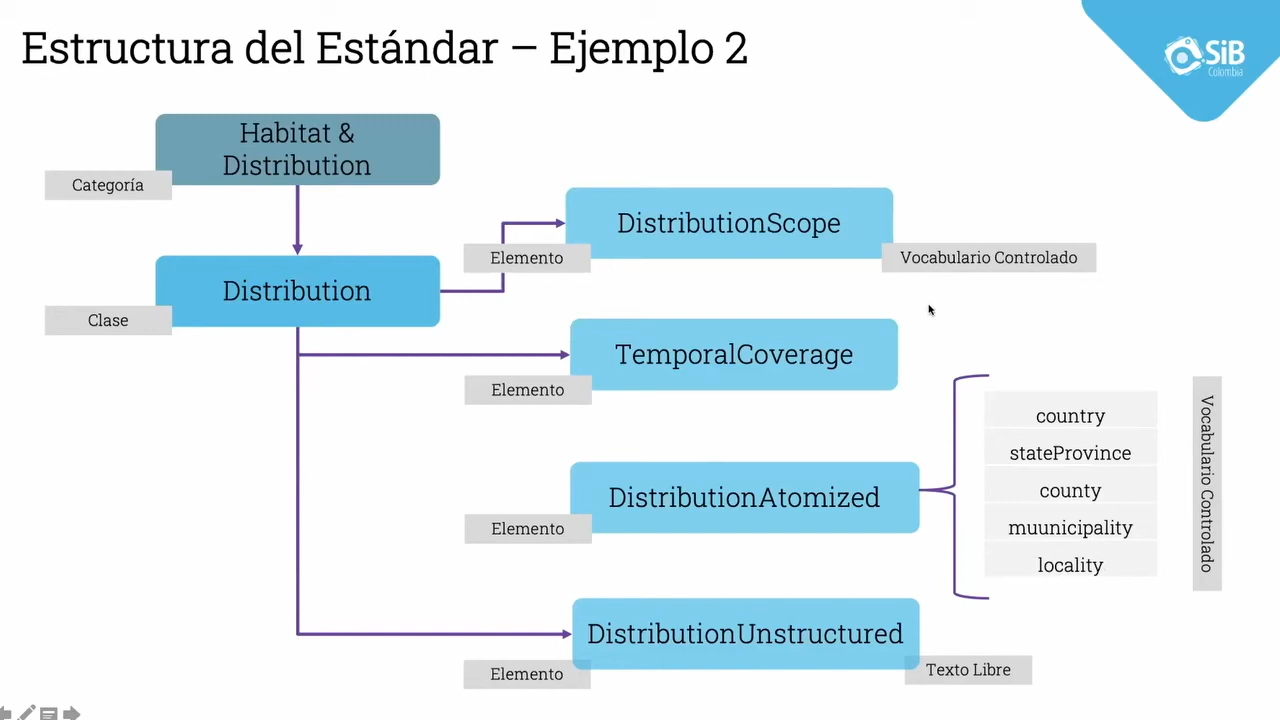 Estructura del Estándar – Ejemplo 2
SiB
Colombia
Habitat &
Distribution
Categoría
DistributionScope
Elemento
Vocabulario Controlado
Distribution
Clase
TemporalCoverage
Elemento
country
stateProvince
county
muunicipality
locality
Vocabulario Controlado
DistributionAtomized
Elemento
DistributionUnstructured
Elemento
Texto Libre